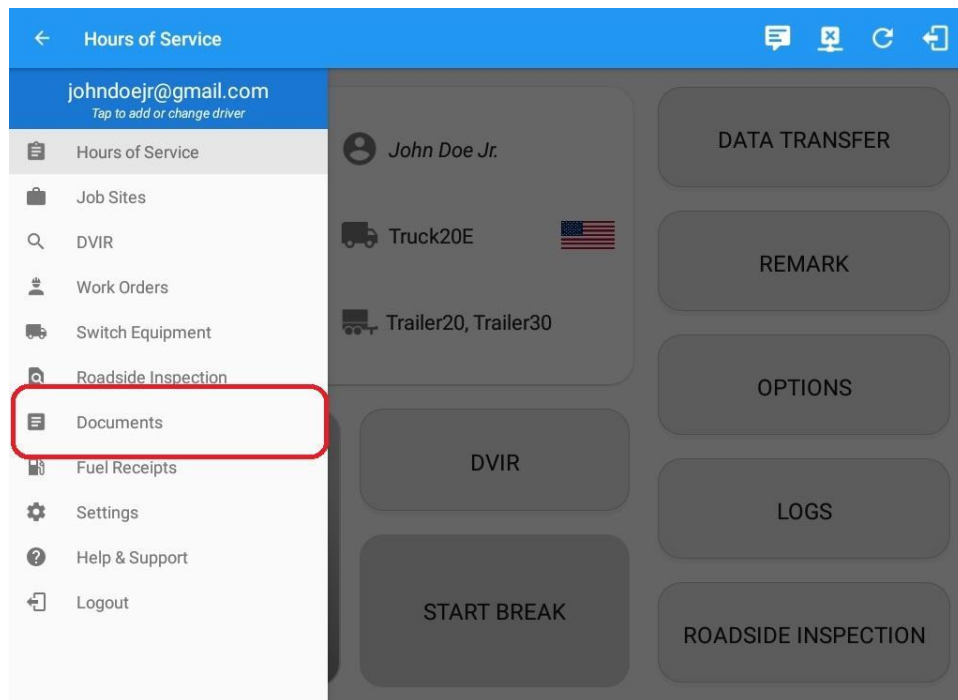 Hours of Service
johndoejr@gmail.com
Tap to add or change driver
Hours of Service
Job Sites
DVIR
Work Orders
Switch Equipment
Roadside Inspection
Documents
Fuel Receipts
Settings
Help & Support
Logout
John Doe Jr.
Truck20E
Trailer20, Trailer30
DVIR
START BREAK
DATA TRANSFER
REMARK
OPTIONS
LOGS
ROADSIDE INSPECTION